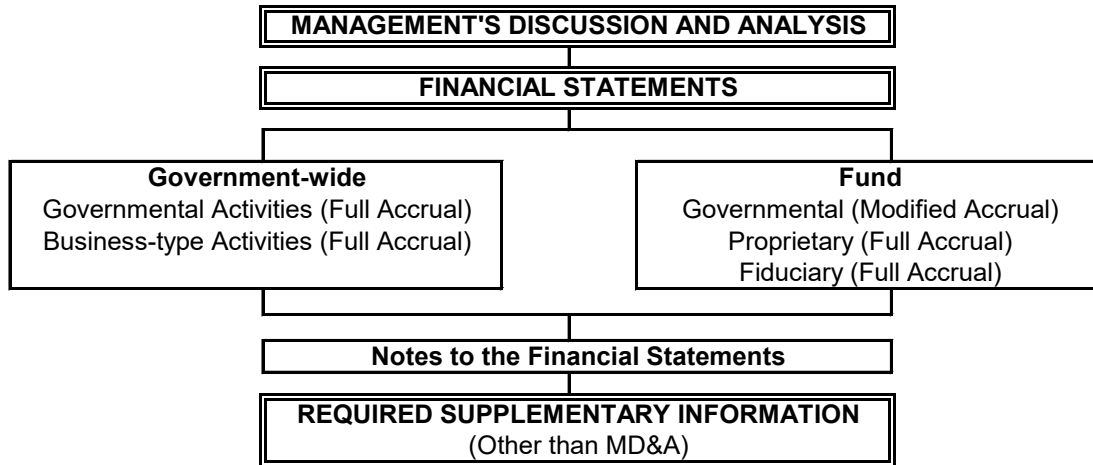 MANAGEMENT'S DISCUSSION AND ANALYSIS
FINANCIAL STATEMENTS
Government-wide
Governmental Activities (Full Accrual)
Business-type Activities (Full Accrual)
Fund
Governmental (Modified Accrual)
Proprietary (Full Accrual)
Fiduciary (Full Accrual)
Notes to the Financial Statements
REQUIRED SUPPLEMENTARY INFORMATION
(Other than MD&A)